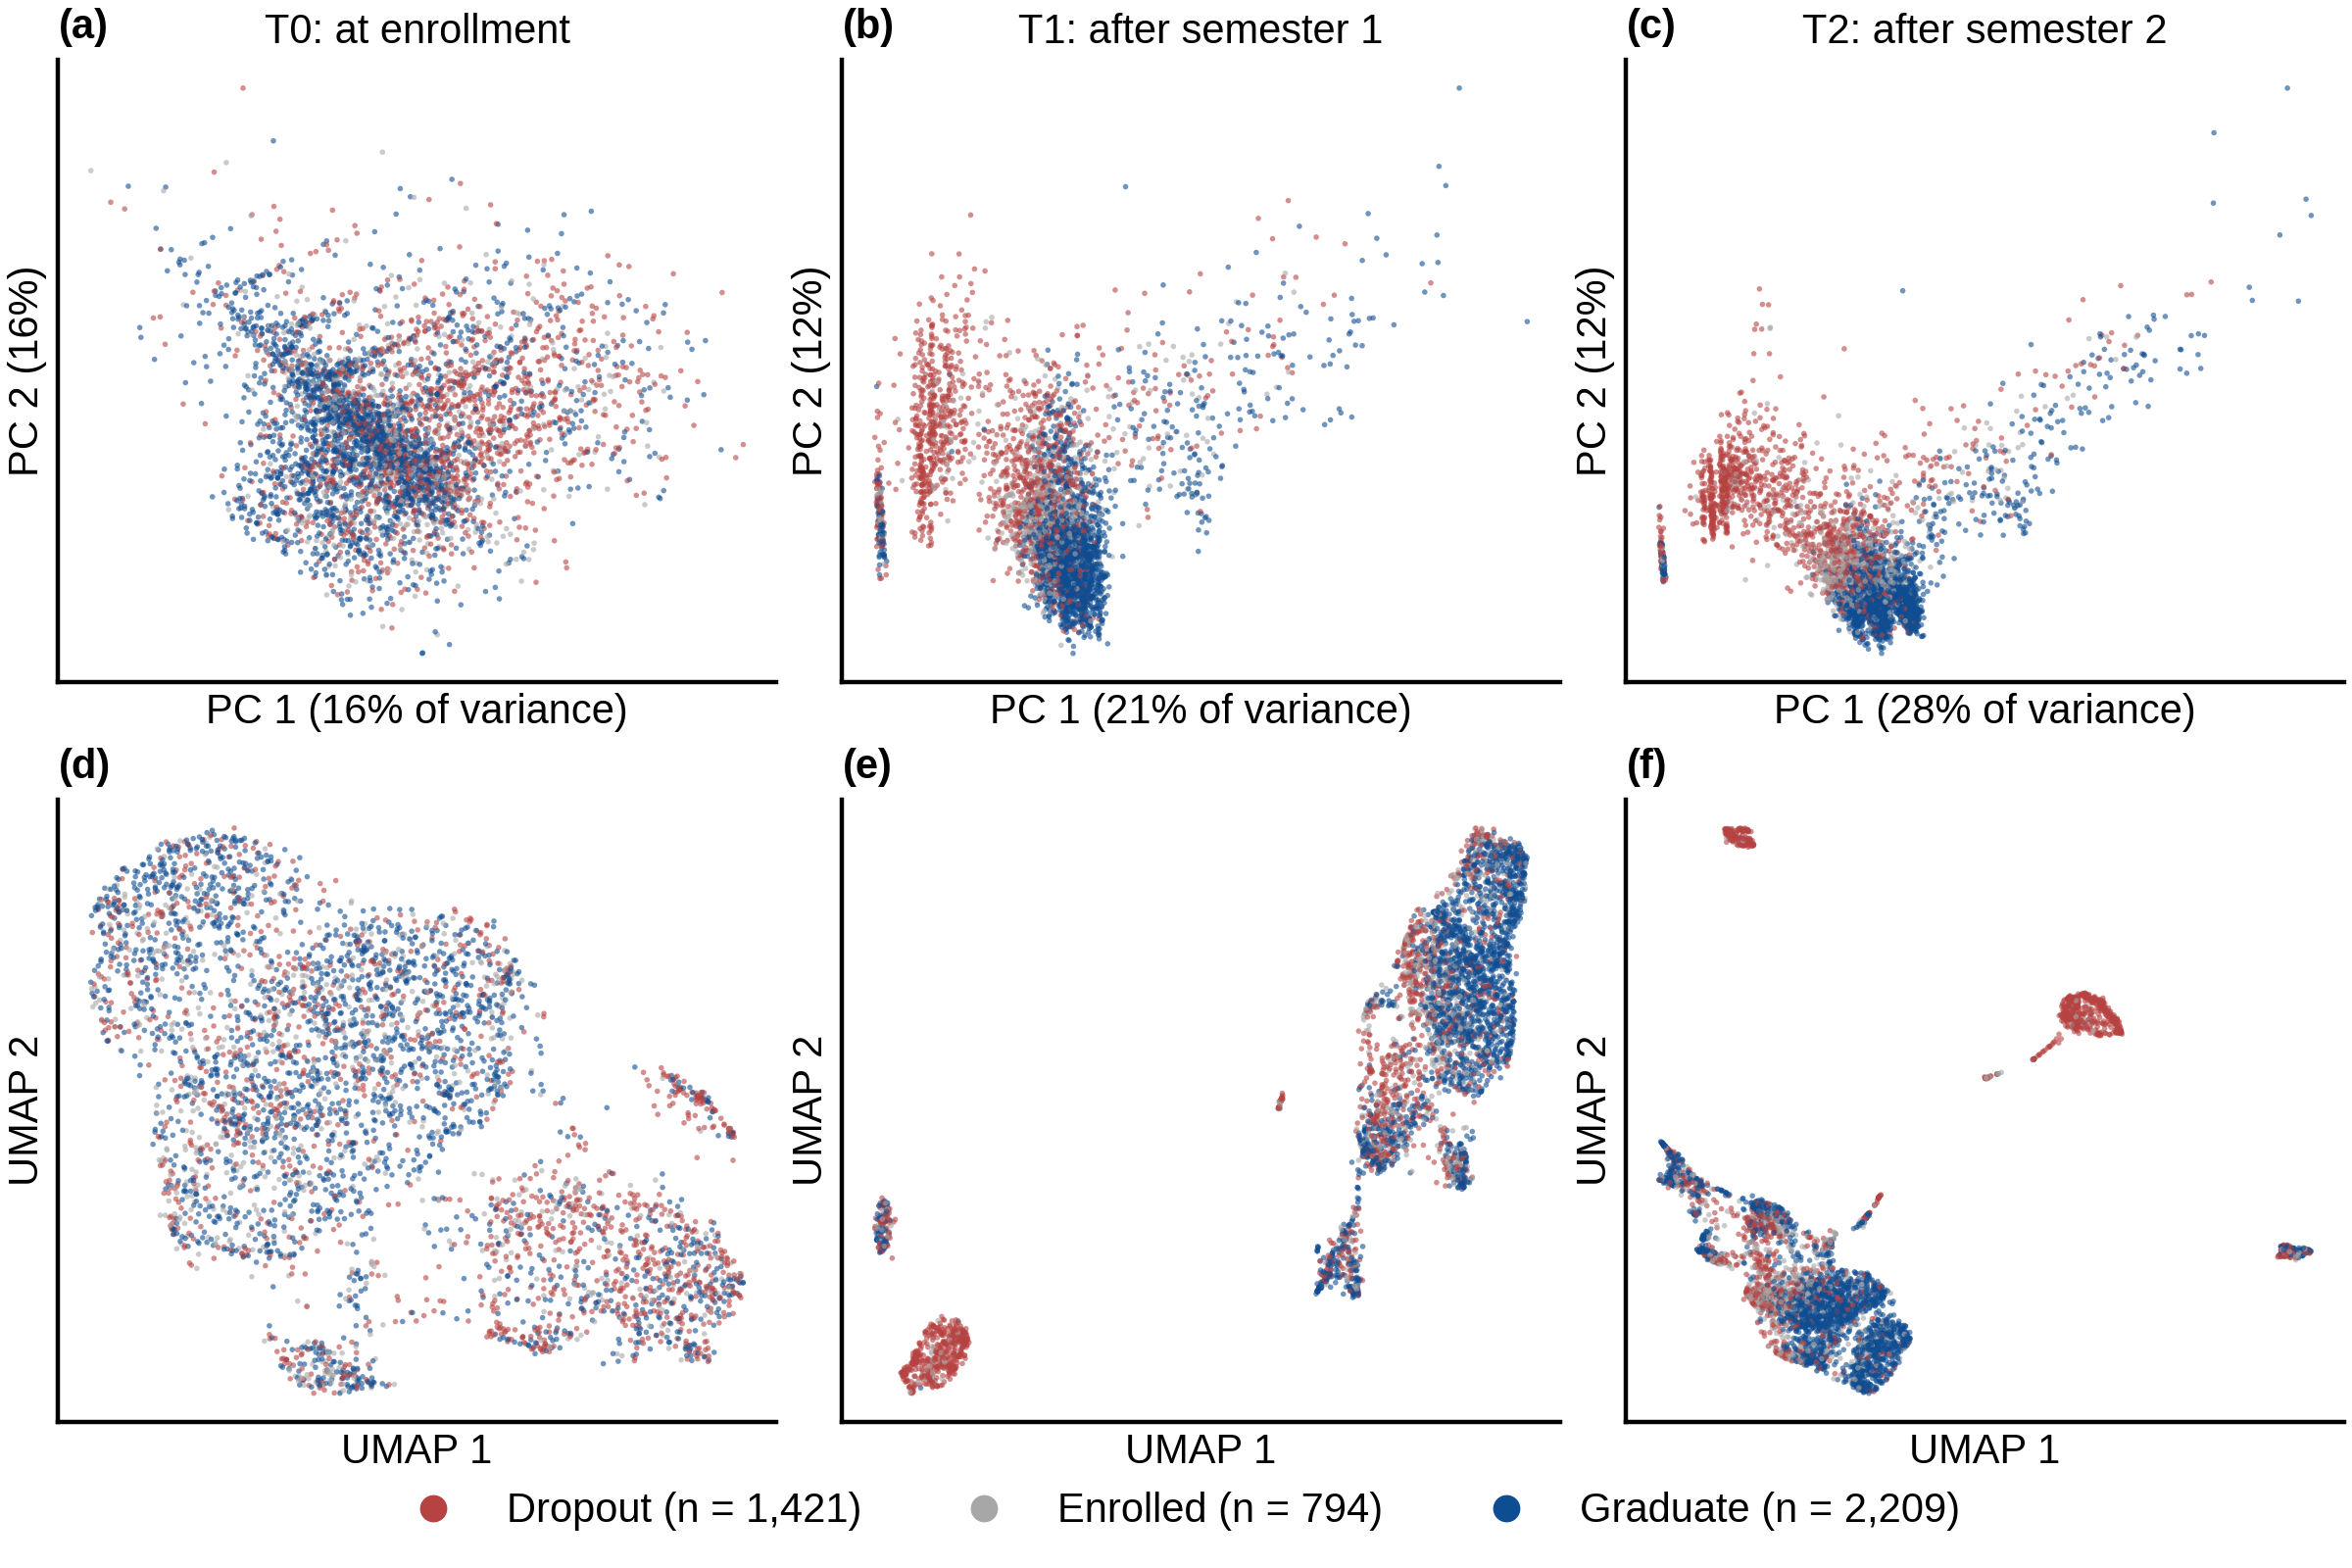 (a)
T0: at enrollment
(b)
T1: after semester 1
(c)
T2: after semester 2
PC 2 (16%)
PC 2 (12%)
PC 2 (12%)
PC 1 (16% of variance)
PC 1 (21% of variance)
PC 1 (28% of variance)
(d)
(e)
(f)
UMAP 2
UMAP 2
UMAP 2
UMAP 1
UMAP 1
UMAP 1
Dropout (n = 1,421)
Enrolled (n = 794)
Graduate (n = 2,209)